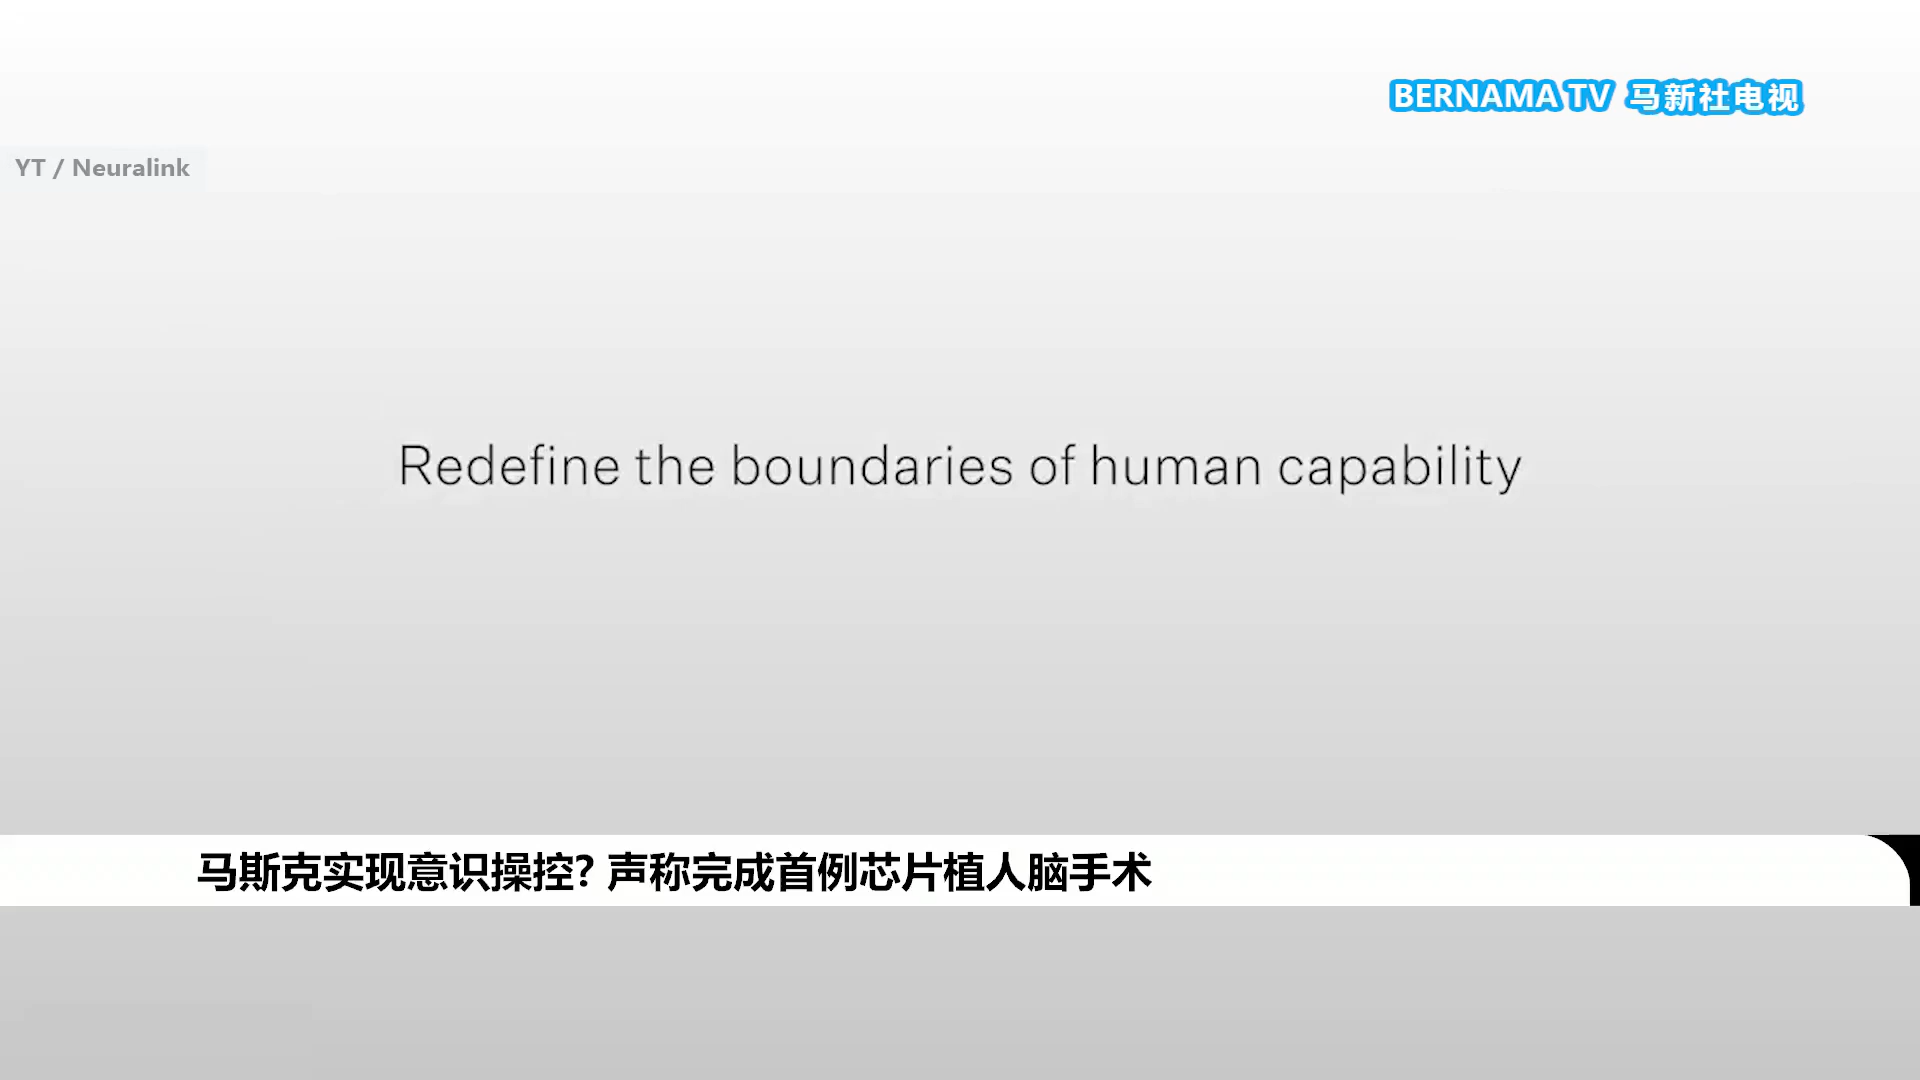 BERNAMA TV 马新社电视
YT / Neuralink
Redefine the boundaries of human capability
马斯克实现意识操控? 声称完成首例芯片植人脑手术